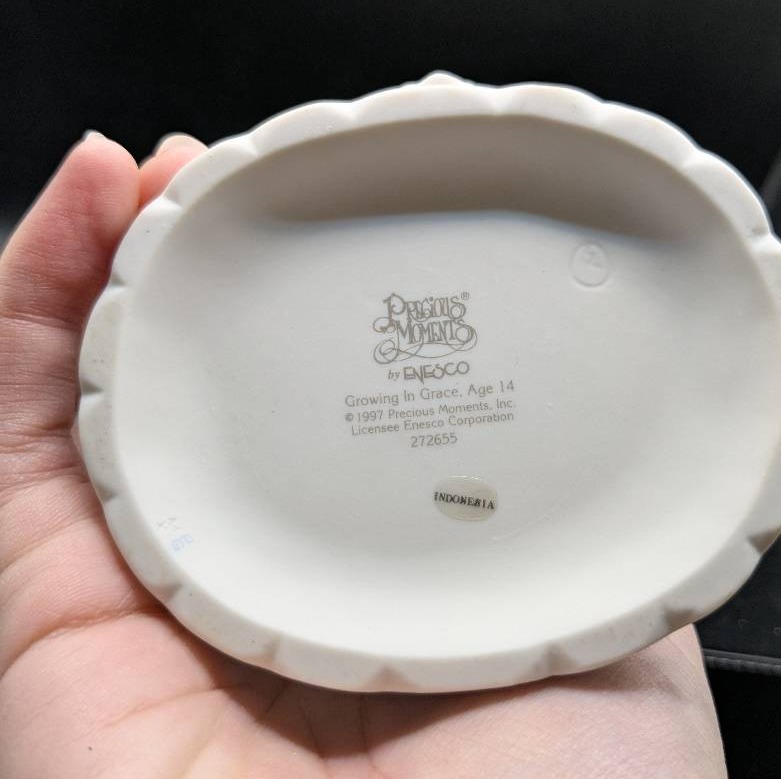 PRECIOUS®
MOMENTS
by ENESCO
Growing In Grace, Age 14
©1997 Precious Moments, Inc.
Licensee Enesco Corporation
272655
INDONESIA